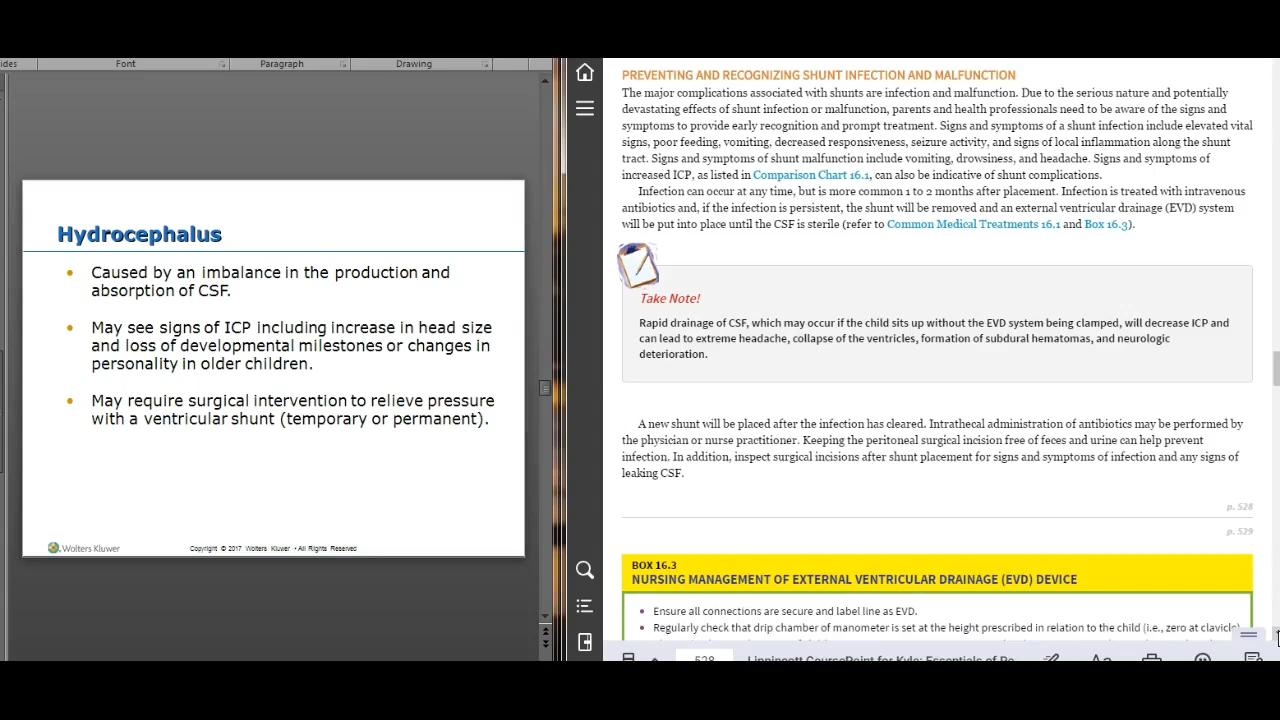 ides
Font
Paragraph
Drawing
Hydrocephalus
• Caused by an imbalance in the production and
absorption of CSF.
• May see signs of ICP including increase in head size
and loss of developmental milestones or changes in
personality in older children.
• May require surgical intervention to relieve pressure
with a ventricular shunt (temporary or permanent).
Wolters Kluwer
Copyright © 2017 Wolters Kluwer • All Rights Reserved
PREVENTING AND RECOGNIZING SHUNT INFECTION AND MALFUNCTION
The major complications associated with shunts are infection and malfunction. Due to the serious nature and potentially
devastating effects of shunt infection or malfunction, parents and health professionals need to be aware of the signs and
symptoms to provide early recognition and prompt treatment. Signs and symptoms of a shunt infection include elevated vital
signs, poor feeding, vomiting, decreased responsiveness, seizure activity, and signs of local inflammation along the shunt
tract. Signs and symptoms of shunt malfunction include vomiting, drowsiness, and headache. Signs and symptoms of
increased ICP, as listed in Comparison Chart 16.1, can also be indicative of shunt complications.
Infection can occur at any time, but is more common 1 to 2 months after placement. Infection is treated with intravenous
antibiotics and, if the infection is persistent, the shunt will be removed and an external ventricular drainage (EVD) system
will be put into place until the CSF is sterile (refer to Common Medical Treatments 16.1 and Box 16.3).
Take Note!
Rapid drainage of CSF, which may occur if the child sits up without the EVD system being clamped, will decrease ICP and
can lead to extreme headache, collapse of the ventricles, formation of subdural hematomas, and neurologic
deterioration.
A new shunt will be placed after the infection has cleared. Intrathecal administration of antibiotics may be performed by
the physician or nurse practitioner. Keeping the peritoneal surgical incision free of feces and urine can help prevent
infection. In addition, inspect surgical incisions after shunt placement for signs and symptoms of infection and any signs of
leaking CSF.
p. 528
p. 529
BOX 16.3
NURSING MANAGEMENT OF EXTERNAL VENTRICULAR DRAINAGE (EVD) DEVICE
• Ensure all connections are secure and label line as EVD.
• Regularly check that drip chamber of manometer is set at the height prescribed in relation to the child (i.e., zero at clavicle)
528
Lippincott CoursePoint for Kyle: Essentials of Pe
Aa